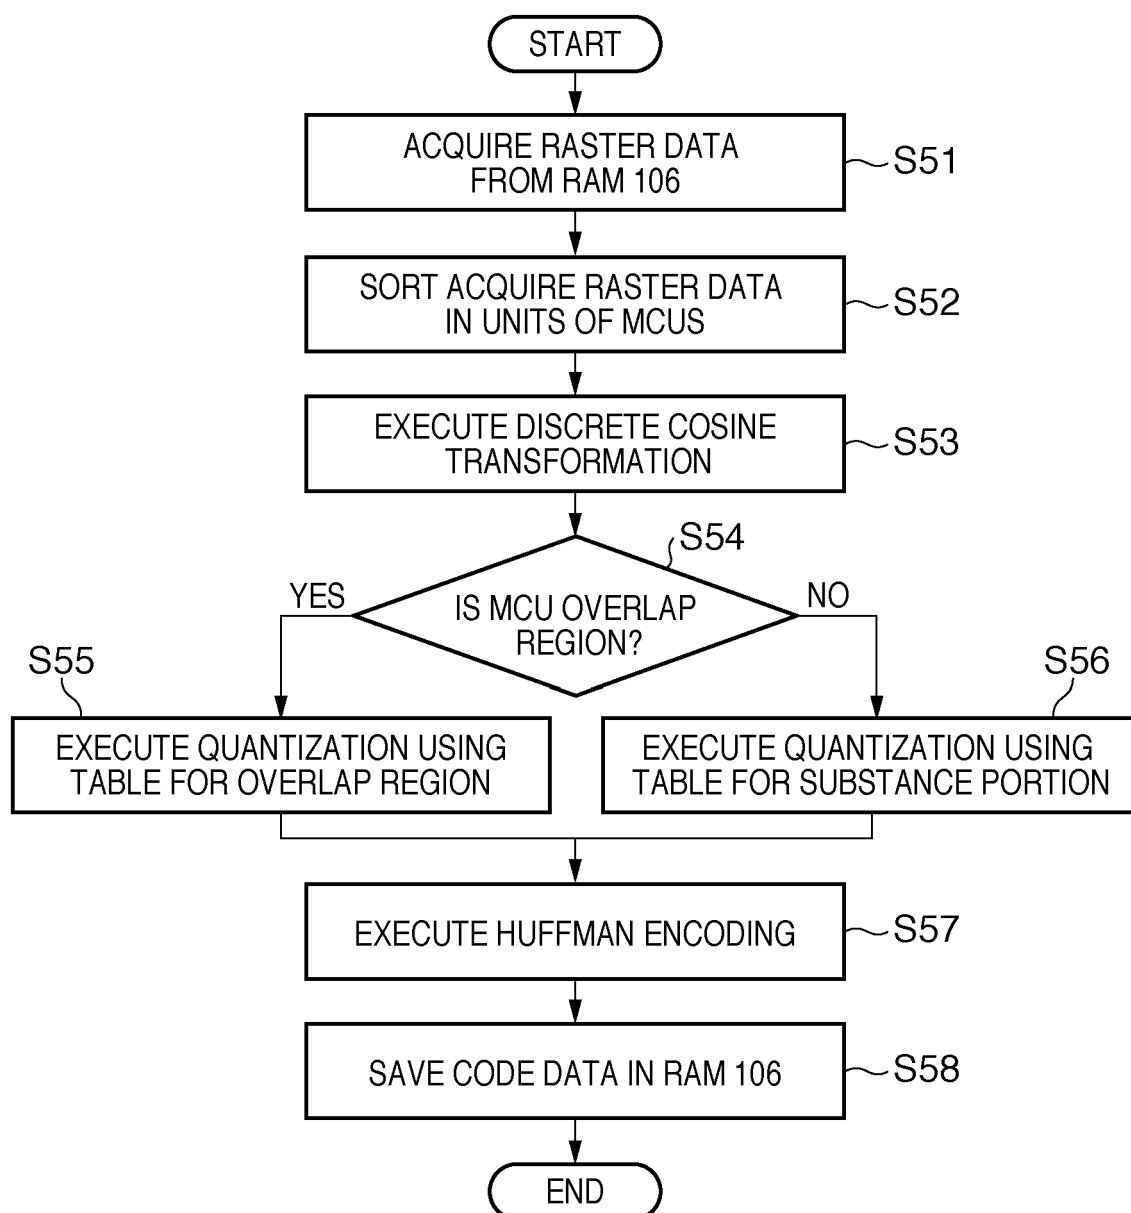 START
ACQUIRE RASTER DATA
FROM RAM 106
S51
SORT ACQUIRE RASTER DATA
IN UNITS OF MCUS
S52
EXECUTE DISCRETE COSINE
TRANSFORMATION
S53
S54
IS MCU OVERLAP
REGION?
YES
NO
S55
EXECUTE QUANTIZATION USING
TABLE FOR OVERLAP REGION
S56
EXECUTE QUANTIZATION USING
TABLE FOR SUBSTANCE PORTION
EXECUTE HUFFMAN ENCODING
S57
SAVE CODE DATA IN RAM 106
S58
END